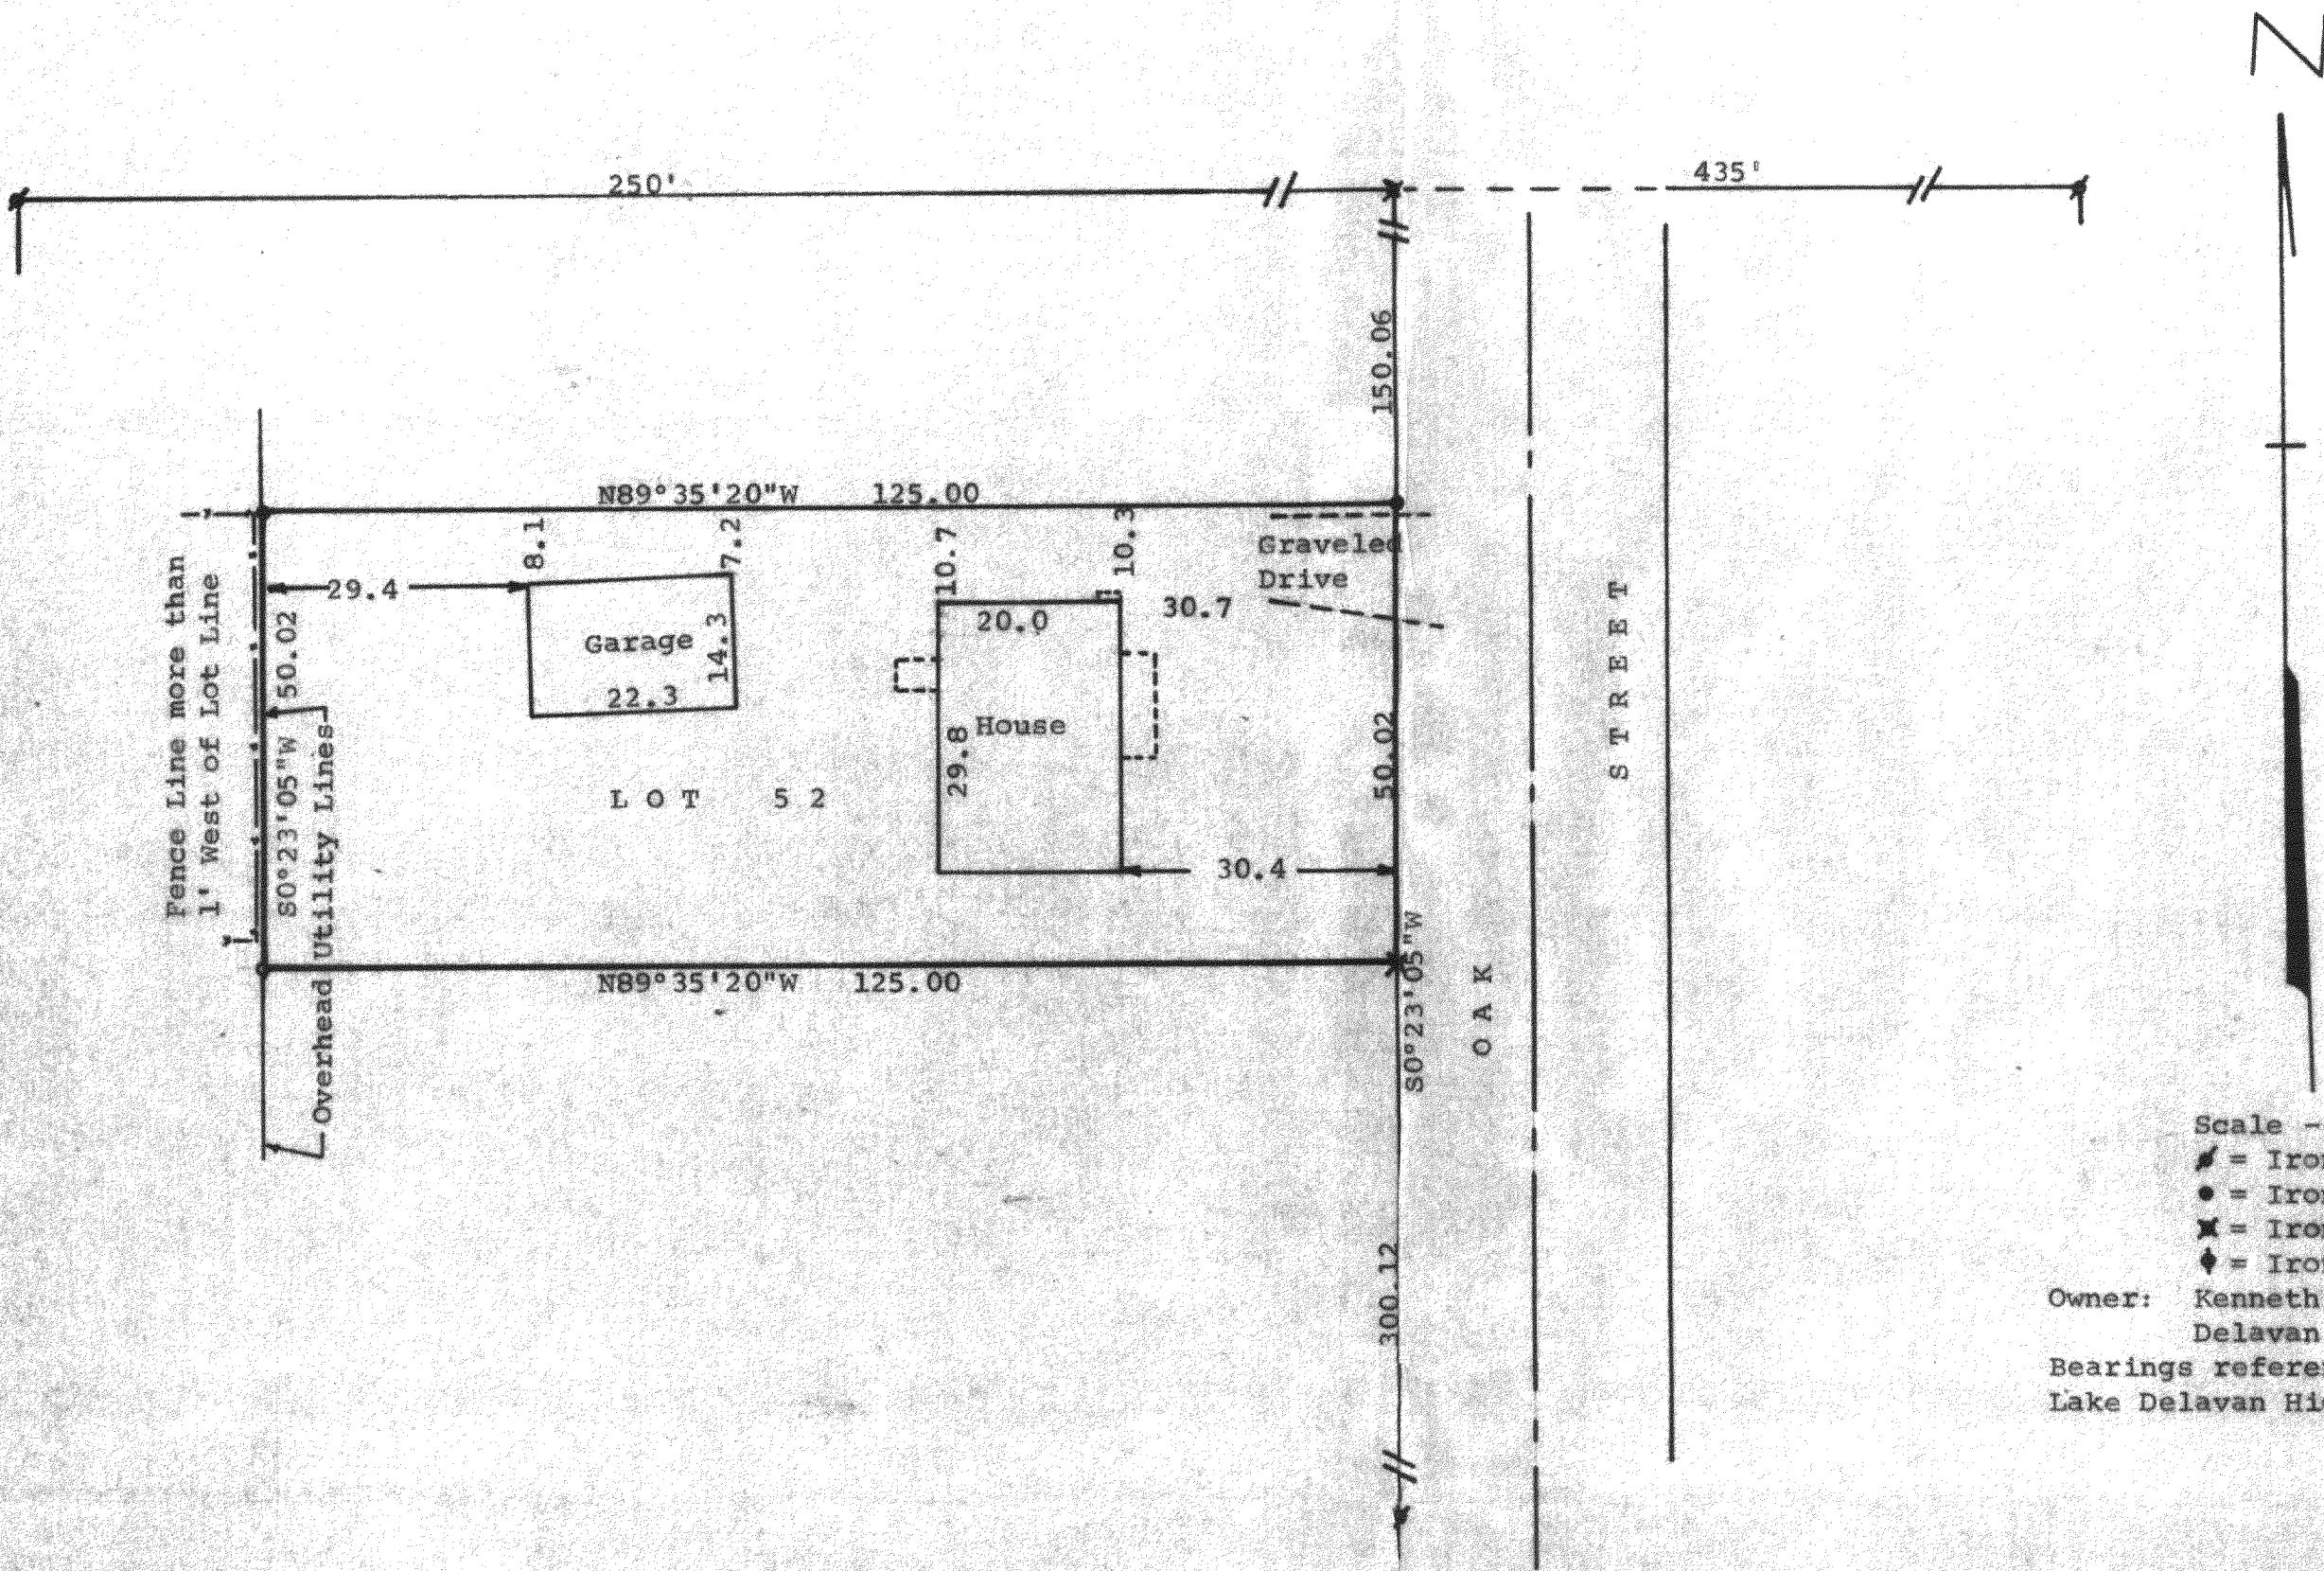 N
250'
435'
150.06
N89°35'20"W 125.00
8.1
7.2
10.7
10.3
Graveled
Drive
29.4
20.0
30.7
Garage
14.3
22.3
House
29.8
LOT 52
50.02
30.4
Fence Line more than
1' West of Lot Line
S0°23'05"W 50.02
Overhead Utility Lines
N89°35'20"W 125.00
S0°23'05"W
OAK STREET
300.12
Scale -
= Iro
= Iro
= Iro
= Iro
Owner: Kenneth
Delavan
Bearings refere
Lake Delavan Hi